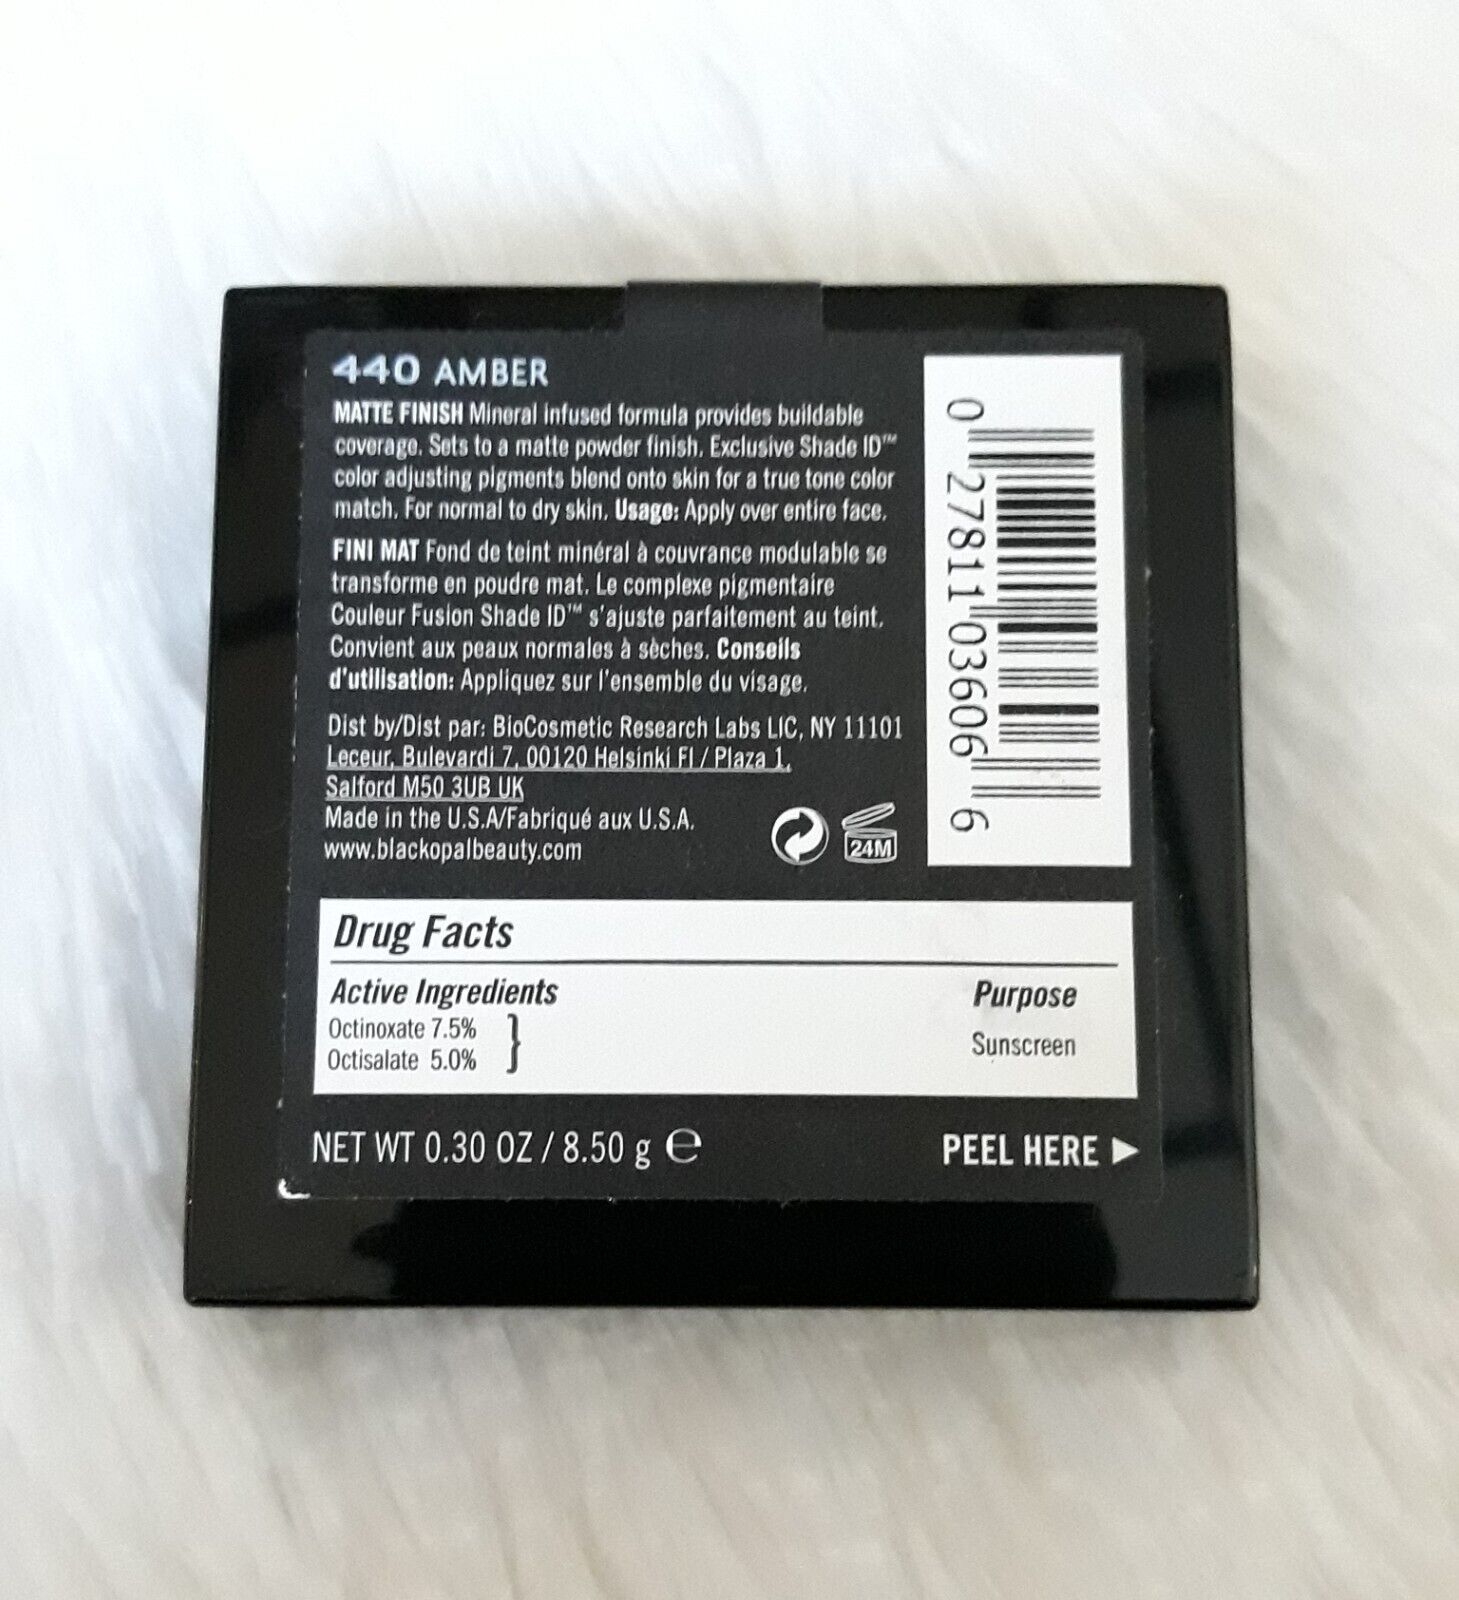 440 AMBER
MATTE FINISH Mineral infused formula provides buildable
coverage. Sets to a matte powder finish. Exclusive Shade ID™
color adjusting pigments blend onto skin for a true tone color
match. For normal to dry skin. Usage: Apply over entire face.
FINI MAT Fond de teint minéral à couvrance modulable se
transforme en poudre mat. Le complexe pigmentaire
Couleur Fusion Shade ID™ s'ajuste parfaitement au teint.
Convient aux peaux normales à sèches. Conseils
d'utilisation: Appliquez sur l'ensemble du visage.
Dist by/Dist par: BioCosmetic Research Labs LIC, NY 11101
Leceur, Bulevardi 7, 00120 Helsinki FI / Plaza 1,
Salford M50 3UB UK
Made in the U.S.A/Fabriqué aux U.S.A.
www.blackopalbeauty.com
24M
0 27811 03606 6
Drug Facts
Active Ingredients Purpose
Octinoxate 7.5%
Octisalate 5.0%
} Sunscreen
NET WT 0.30 OZ / 8.50 g ℮ PEEL HERE ▶